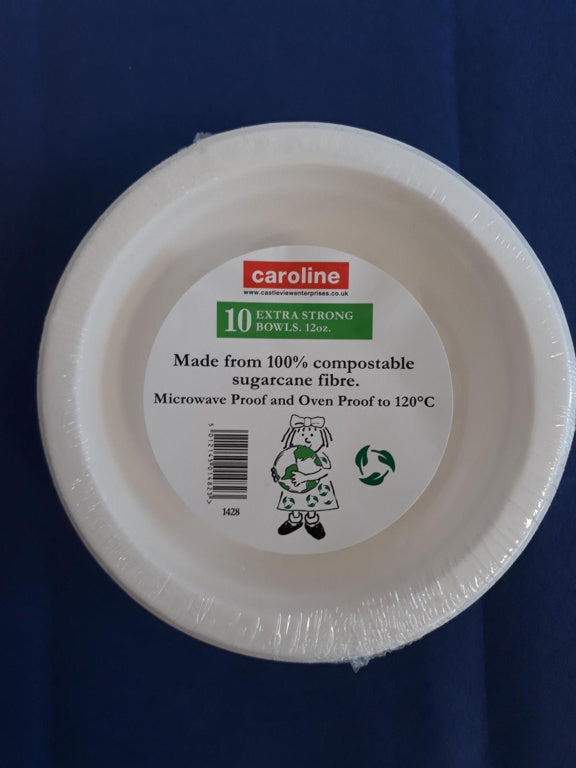 caroline
www.castleviewenterprises.co.uk
10 EXTRA STRONG
BOWLS. 12oz.
Made from 100% compostable
sugarcane fibre.
Microwave Proof and Oven Proof to 120°C
1428